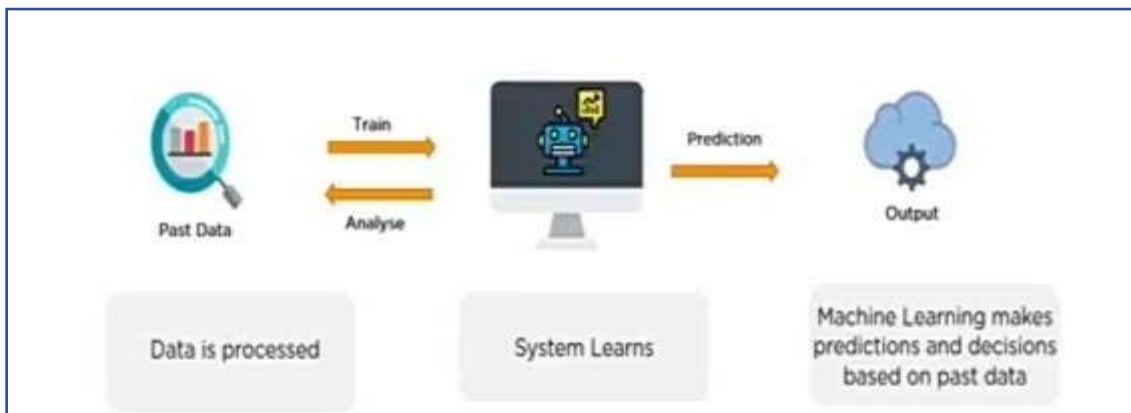 Train
Prediction
Past Data
Analyse
Output
Data is processed
System Learns
Machine Learning makes
predictions and decisions
based on past data